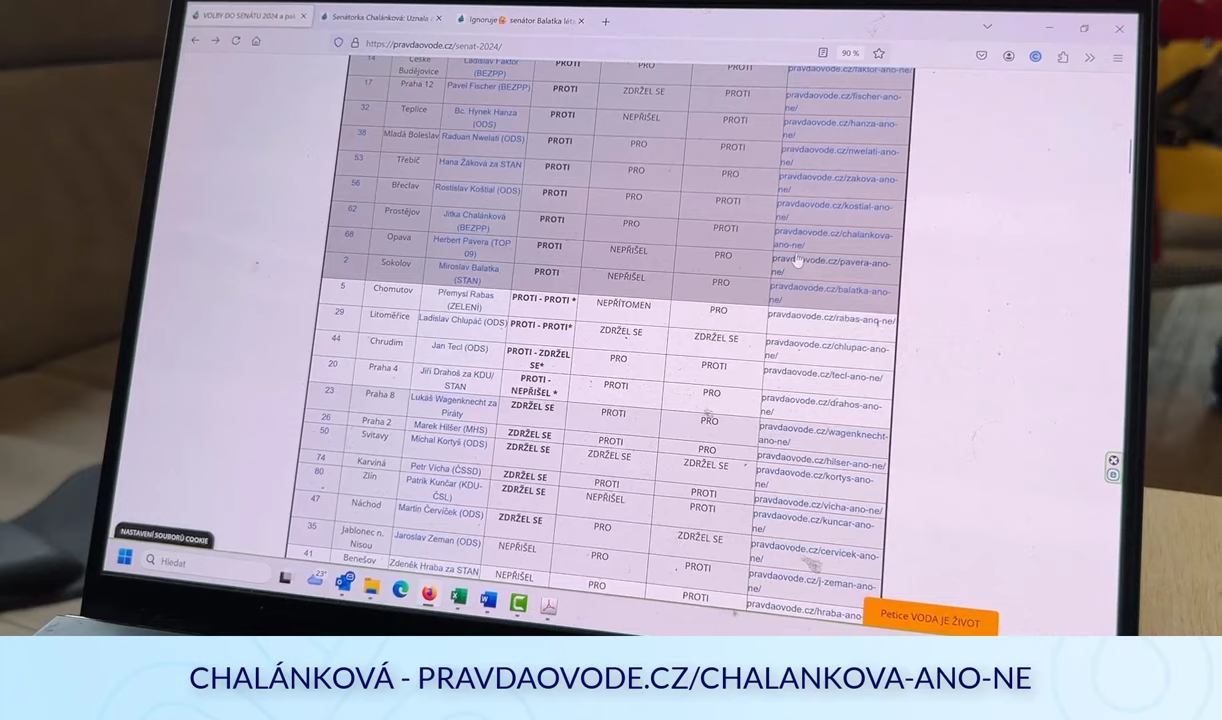 VOLBY DO SENÁTU 2024 a psí
Senátorka Chalánková: Uznala
Ignoruje senátor Balatka lét
https://pravdaovode.cz/senat-2024/
90 %
14 České Budějovice Ladislav Faktor (BEZPP) PROTI PRO PROTI pravdaovode.cz/faktor-ano-ne/
17 Praha 12 Pavel Fischer (BEZPP) PROTI ZDRŽEL SE PROTI pravdaovode.cz/fischer-ano-ne/
32 Teplice Bc. Hynek Hanza (ODS) PROTI NEPŘIŠEL PROTI pravdaovode.cz/hanza-ano-ne/
38 Mladá Boleslav Raduan Nwelati (ODS) PROTI PRO PROTI pravdaovode.cz/nwelati-ano-ne/
53 Třebíč Hana Žáková za STAN PROTI PRO PRO pravdaovode.cz/zakova-ano-ne/
56 Břeclav Rostislav Koštial (ODS) PROTI PRO PROTI pravdaovode.cz/kostial-ano-ne/
62 Prostějov Jitka Chalánková (BEZPP) PROTI PRO PROTI pravdaovode.cz/chalankova-ano-ne/
68 Opava Herbert Pavera (TOP 09) PROTI NEPŘIŠEL PRO pravdaovode.cz/pavera-ano-ne/
2 Sokolov Miroslav Balatka (STAN) PROTI NEPŘIŠEL PRO pravdaovode.cz/balatka-ano-ne/
5 Chomutov Přemysl Rabas (ZELENÍ) PROTI - PROTI * NEPŘÍTOMEN PRO pravdaovode.cz/rabas-ano-ne/
29 Litoměřice Ladislav Chlupáč (ODS) PROTI - PROTI* ZDRŽEL SE ZDRŽEL SE pravdaovode.cz/chlupac-ano-ne/
44 Chrudim Jan Tecl (ODS) PROTI - ZDRŽEL SE* PRO PROTI pravdaovode.cz/tecl-ano-ne/
20 Praha 4 Jiří Drahoš za KDU/STAN PROTI - NEPŘIŠEL * PROTI PRO pravdaovode.cz/drahos-ano-ne/
23 Praha 8 Lukáš Wagenknecht za Piráty ZDRŽEL SE PROTI PRO pravdaovode.cz/wagenknecht-ano-ne/
26 Praha 2 Marek Hilšer (MHS) ZDRŽEL SE PROTI PRO pravdaovode.cz/hilser-ano-ne/
50 Svitavy Michal Kortyš (ODS) ZDRŽEL SE ZDRŽEL SE ZDRŽEL SE pravdaovode.cz/kortys-ano-ne/
74 Karviná Petr Vícha (ČSSD) ZDRŽEL SE PROTI PROTI pravdaovode.cz/vicha-ano-ne/
80 Zlín Patrik Kunčar (KDU-ČSL) ZDRŽEL SE NEPŘIŠEL PROTI pravdaovode.cz/kuncar-ano-ne/
47 Náchod Martin Červíček (ODS) ZDRŽEL SE PRO ZDRŽEL SE pravdaovode.cz/cervicek-ano-ne/
35 Jablonec n. Nisou Jaroslav Zeman (ODS) NEPŘIŠEL PRO PROTI pravdaovode.cz/j-zeman-ano-ne/
41 Benešov Zdeněk Hraba za STAN NEPŘIŠEL PRO PROTI pravdaovode.cz/hraba-ano-
NASTAVENÍ SOUBORŮ COOKIE
Petice VODA JE ŽIVOT
Hledat
23°
CHALÁNKOVÁ - PRAVDAOVODE.CZ/CHALANKOVA-ANO-NE